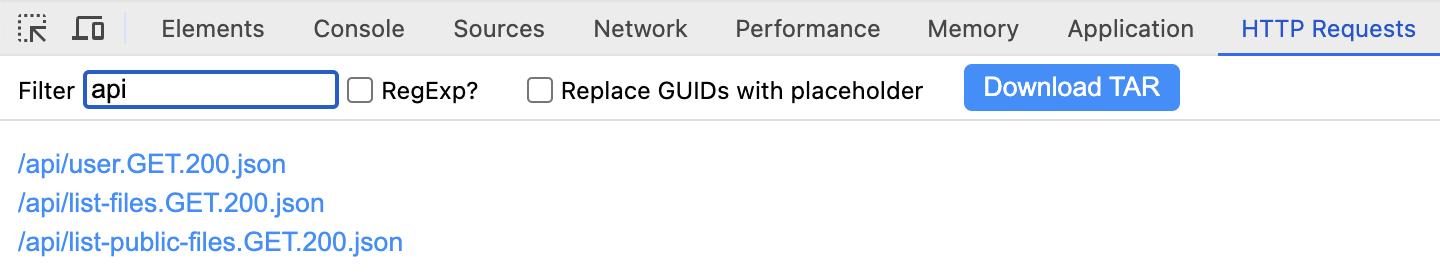 Elements Console Sources Network Performance Memory Application HTTP Requests
Filter api RegExp? Replace GUIDs with placeholder Download TAR
/api/user.GET.200.json
/api/list-files.GET.200.json
/api/list-public-files.GET.200.json